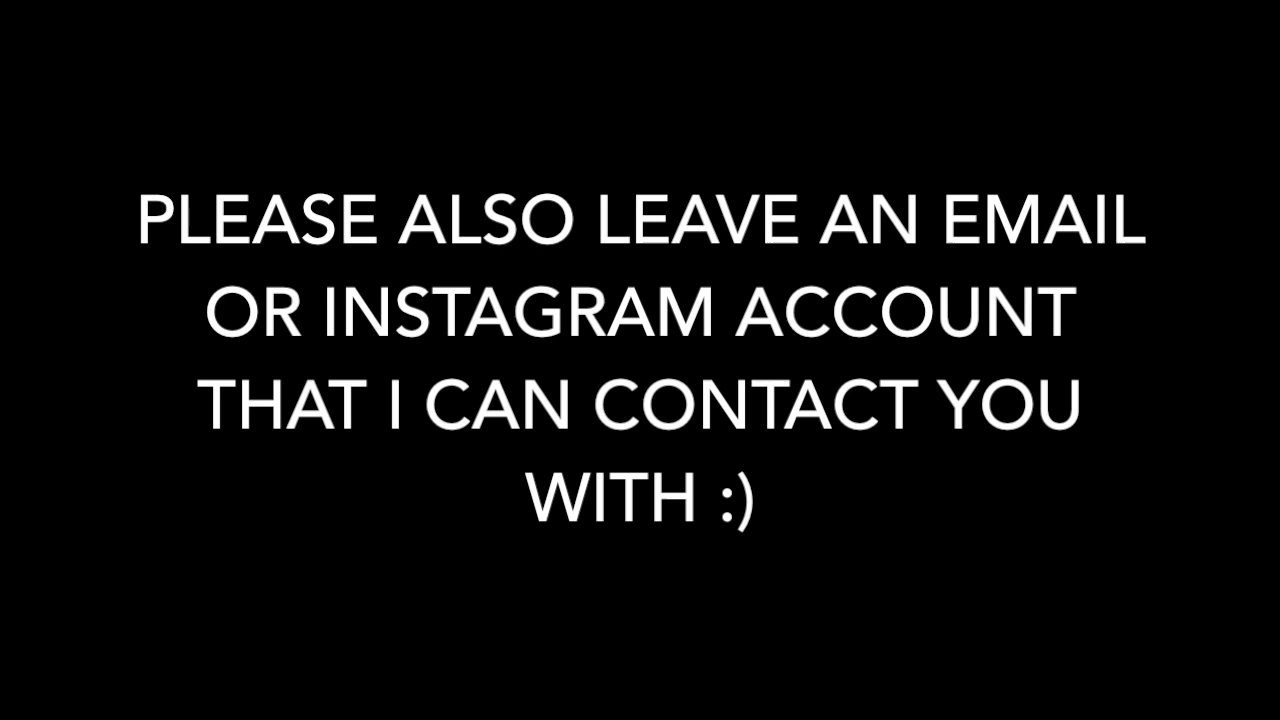 PLEASE ALSO LEAVE AN EMAIL
OR INSTAGRAM ACCOUNT
THAT I CAN CONTACT YOU
WITH :)